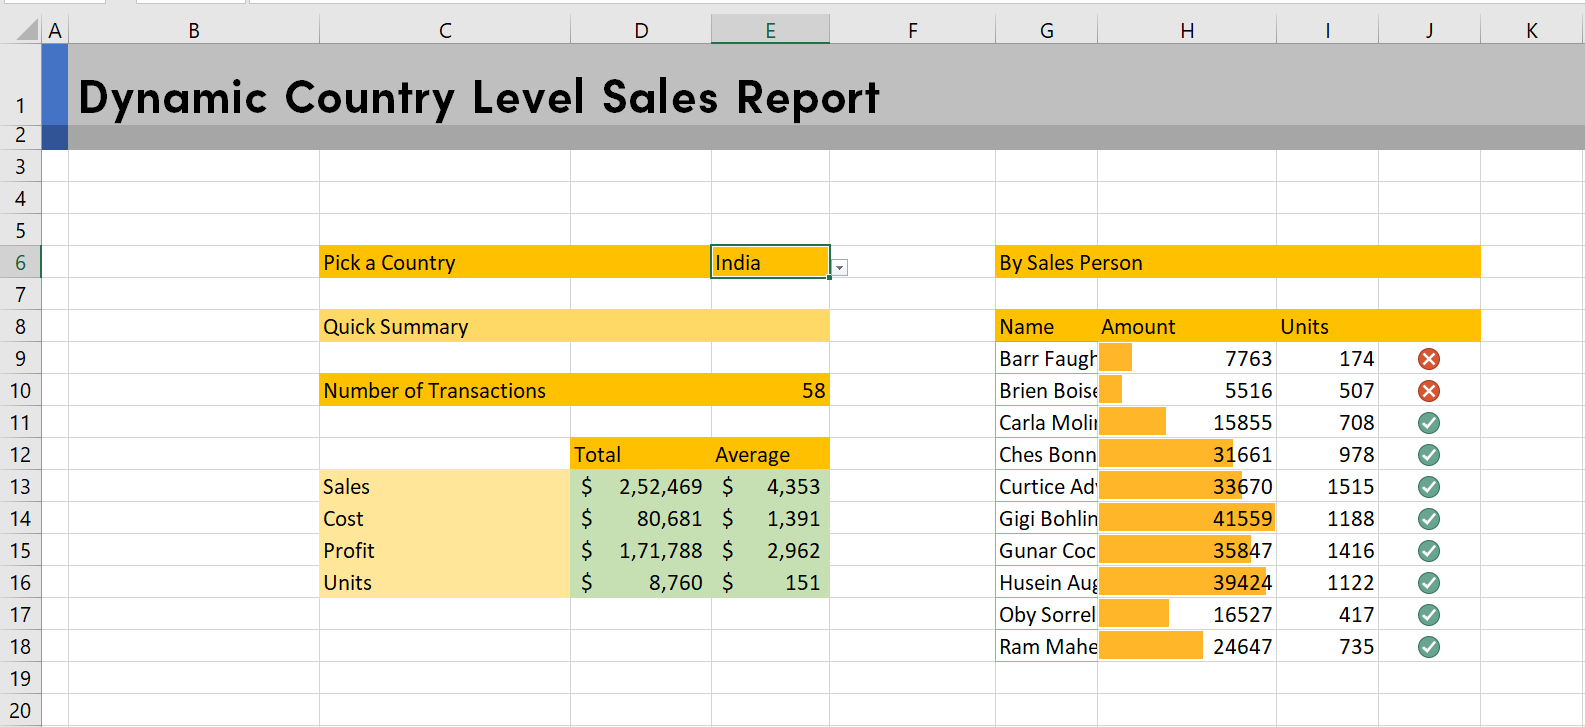 A B C D E F G H I J K
1 Dynamic Country Level Sales Report
2
3
4
5
6 Pick a Country India By Sales Person
7
8 Quick Summary Name Amount Units
9 Barr Faugh 7763 174
10 Number of Transactions 58 Brien Boise 5516 507
11 Carla Molin 15855 708
12 Total Average Ches Bonn 31661 978
13 Sales $ 2,52,469 $ 4,353 Curtice Adv 33670 1515
14 Cost $ 80,681 $ 1,391 Gigi Bohlin 41559 1188
15 Profit $ 1,71,788 $ 2,962 Gunar Coc 35847 1416
16 Units $ 8,760 $ 151 Husein Aug 39424 1122
17 Oby Sorrel 16527 417
18 Ram Mahe 24647 735
19
20